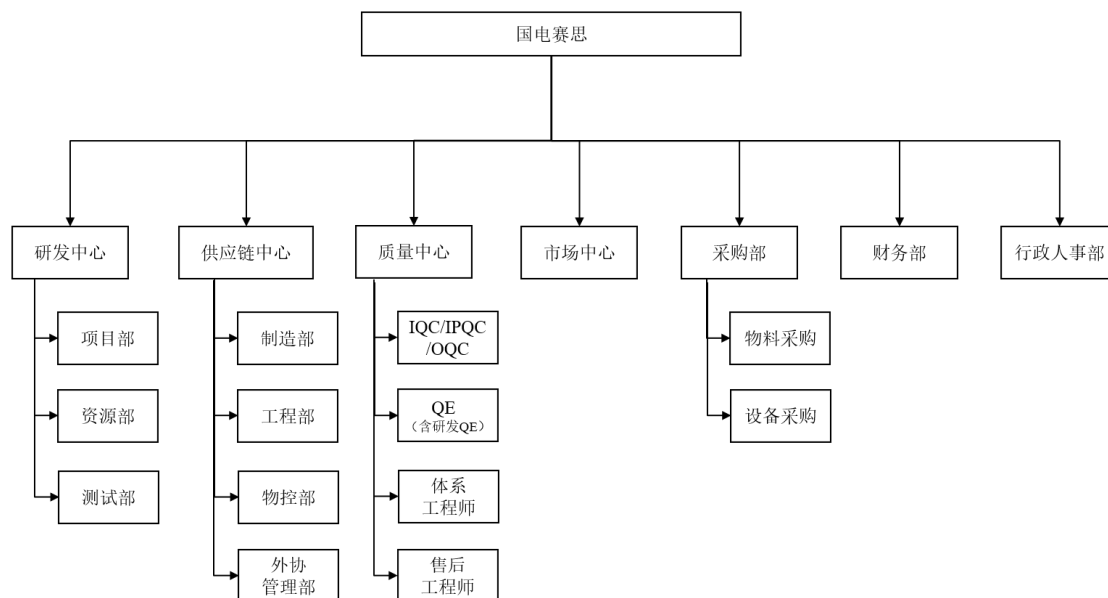 国电赛思
研发中心
供应链中心
质量中心
市场中心
采购部
财务部
行政人事部
项目部
资源部
测试部
制造部
工程部
物控部
外协
管理部
IQC/IPQC
/OQC
QE
（含研发QE）
体系
工程师
售后
工程师
物料采购
设备采购